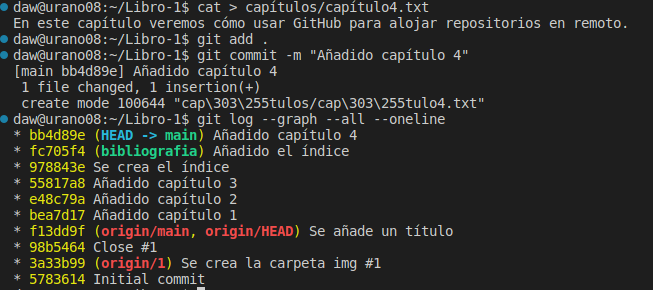 daw@urano08:~/Libro-1$ cat > capítulos/capítulo4.txt
En este capítulo veremos cómo usar GitHub para alojar repositorios en remoto.
daw@urano08:~/Libro-1$ git add .
daw@urano08:~/Libro-1$ git commit -m "Añadido capítulo 4"
[main bb4d89e] Añadido capítulo 4
1 file changed, 1 insertion(+)
create mode 100644 "cap\303\255tulos/cap\303\255tulo4.txt"
daw@urano08:~/Libro-1$ git log --graph --all --oneline
* bb4d89e (HEAD -> main) Añadido capítulo 4
* fc705f4 (bibliografia) Añadido el índice
* 978843e Se crea el índice
* 55817a8 Añadido capítulo 3
* e48c79a Añadido capítulo 2
* bea7d17 Añadido capítulo 1
* f13dd9f (origin/main, origin/HEAD) Se añade un título
* 98b5464 Close #1
* 3a33b99 (origin/1) Se crea la carpeta img #1
* 5783614 Initial commit